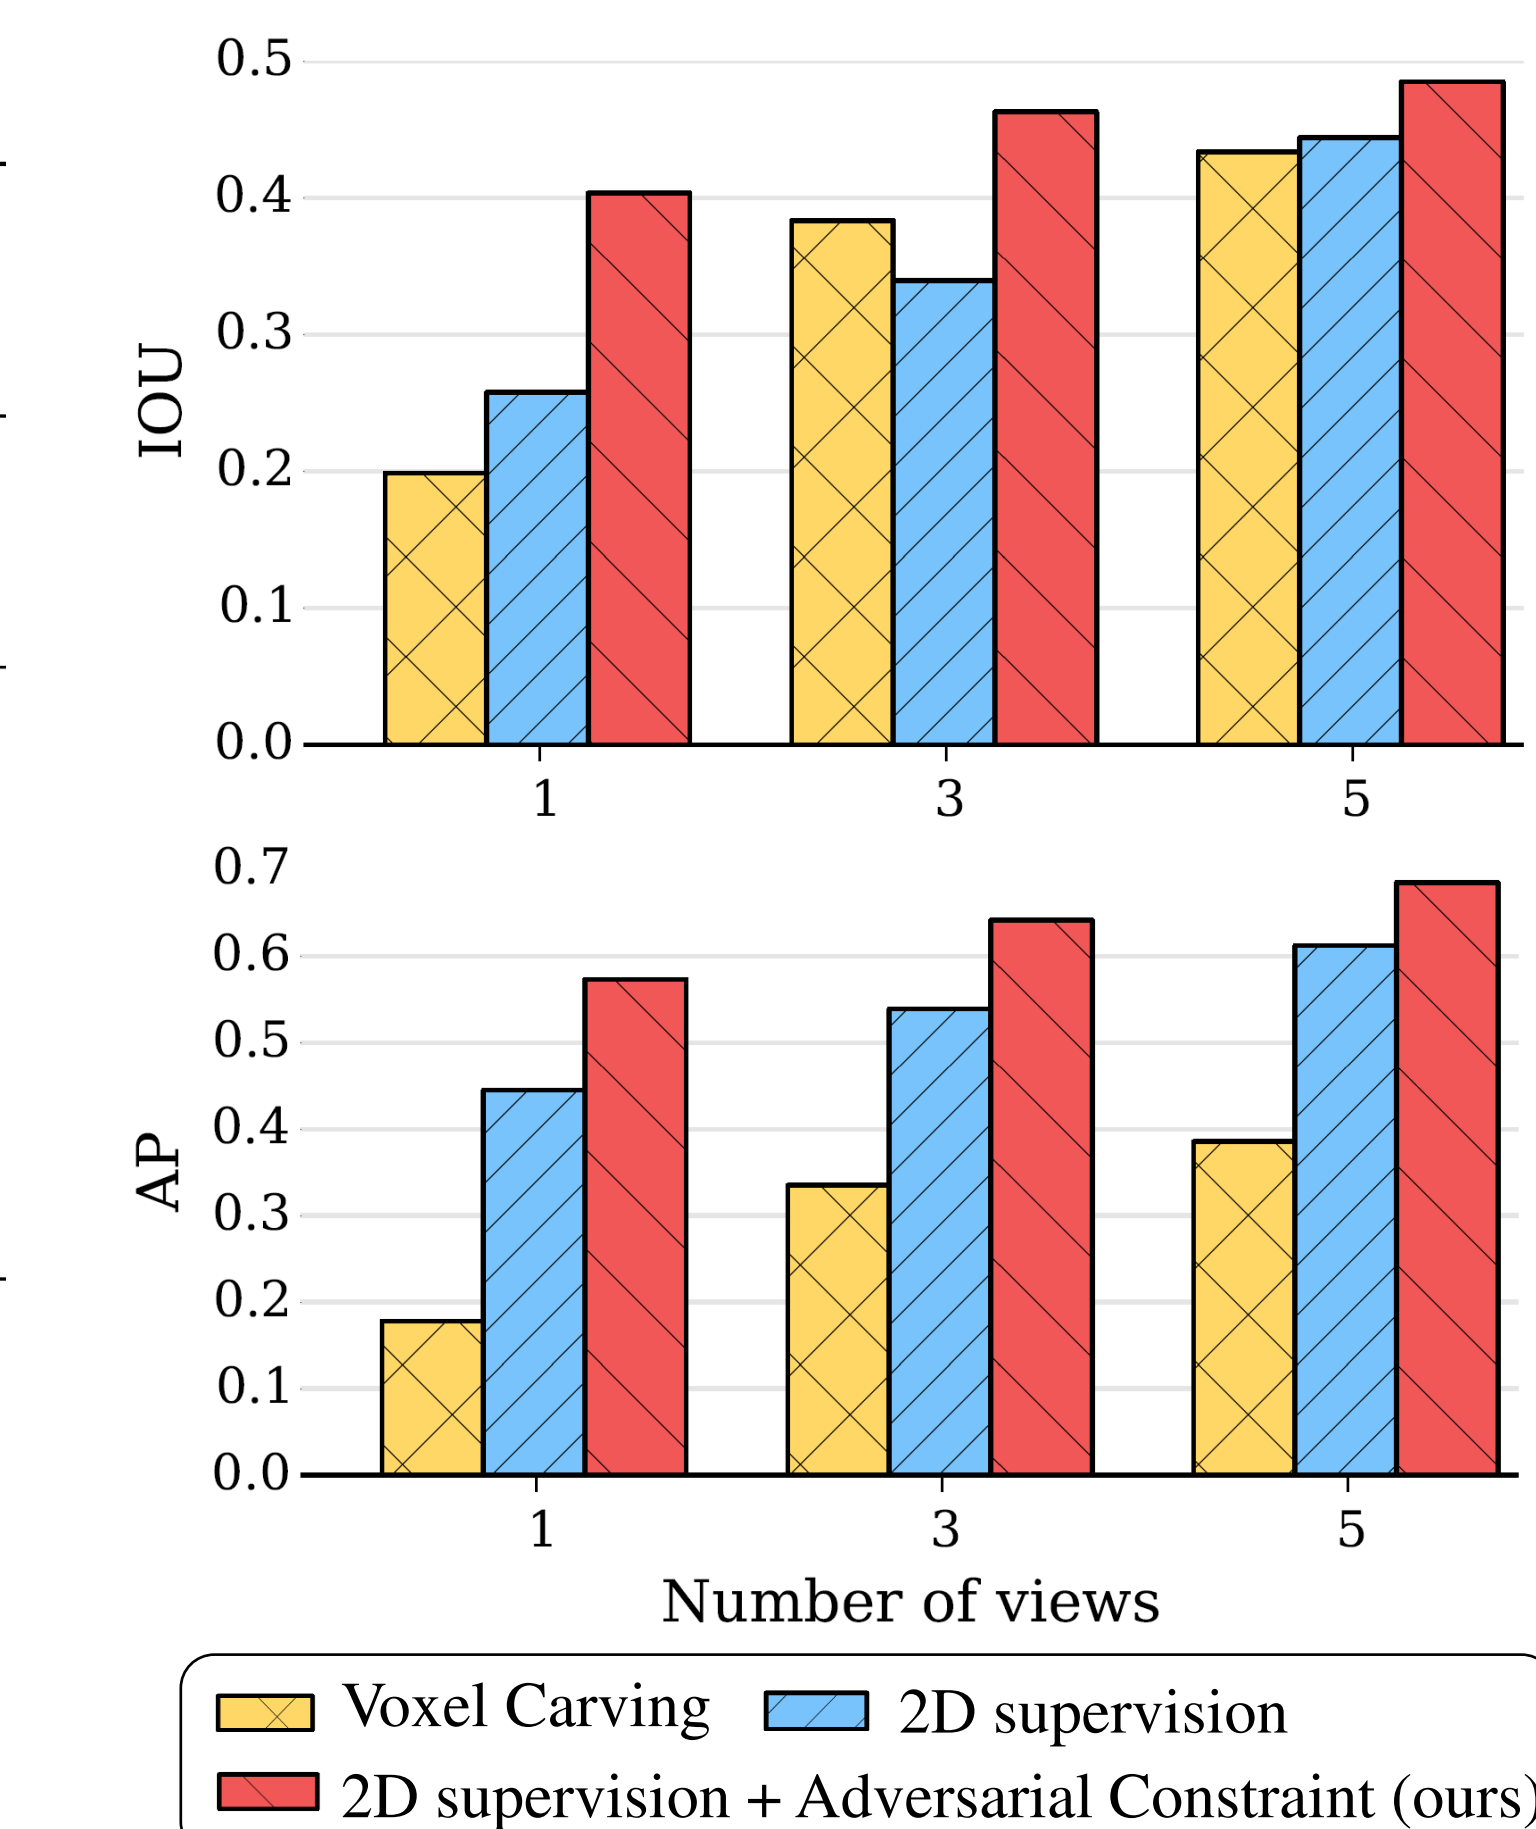 0.5
0.4
0.3
0.2
0.1
0.0
IOU
1 3 5
0.7
0.6
0.5
0.4
0.3
0.2
0.1
0.0
AP
1 3 5
Number of views
Voxel Carving 2D supervision
2D supervision + Adversarial Constraint (ours)